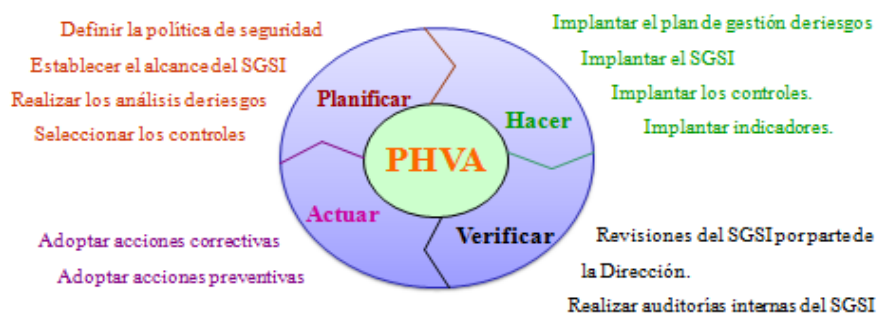 Definir la política de seguridad
Establecer el alcance del SGSI
Realizar los análisis de riesgos
Seleccionar los controles
Planificar
Implantar el plan de gestión de riesgos
Implantar el SGSI
Implantar los controles.
Implantar indicadores.
Hacer
PHVA
Actuar
Adoptar acciones correctivas
Adoptar acciones preventivas
Verificar
Revisiones del SGSI por parte de
la Dirección.
Realizar auditorías internas del SGSI